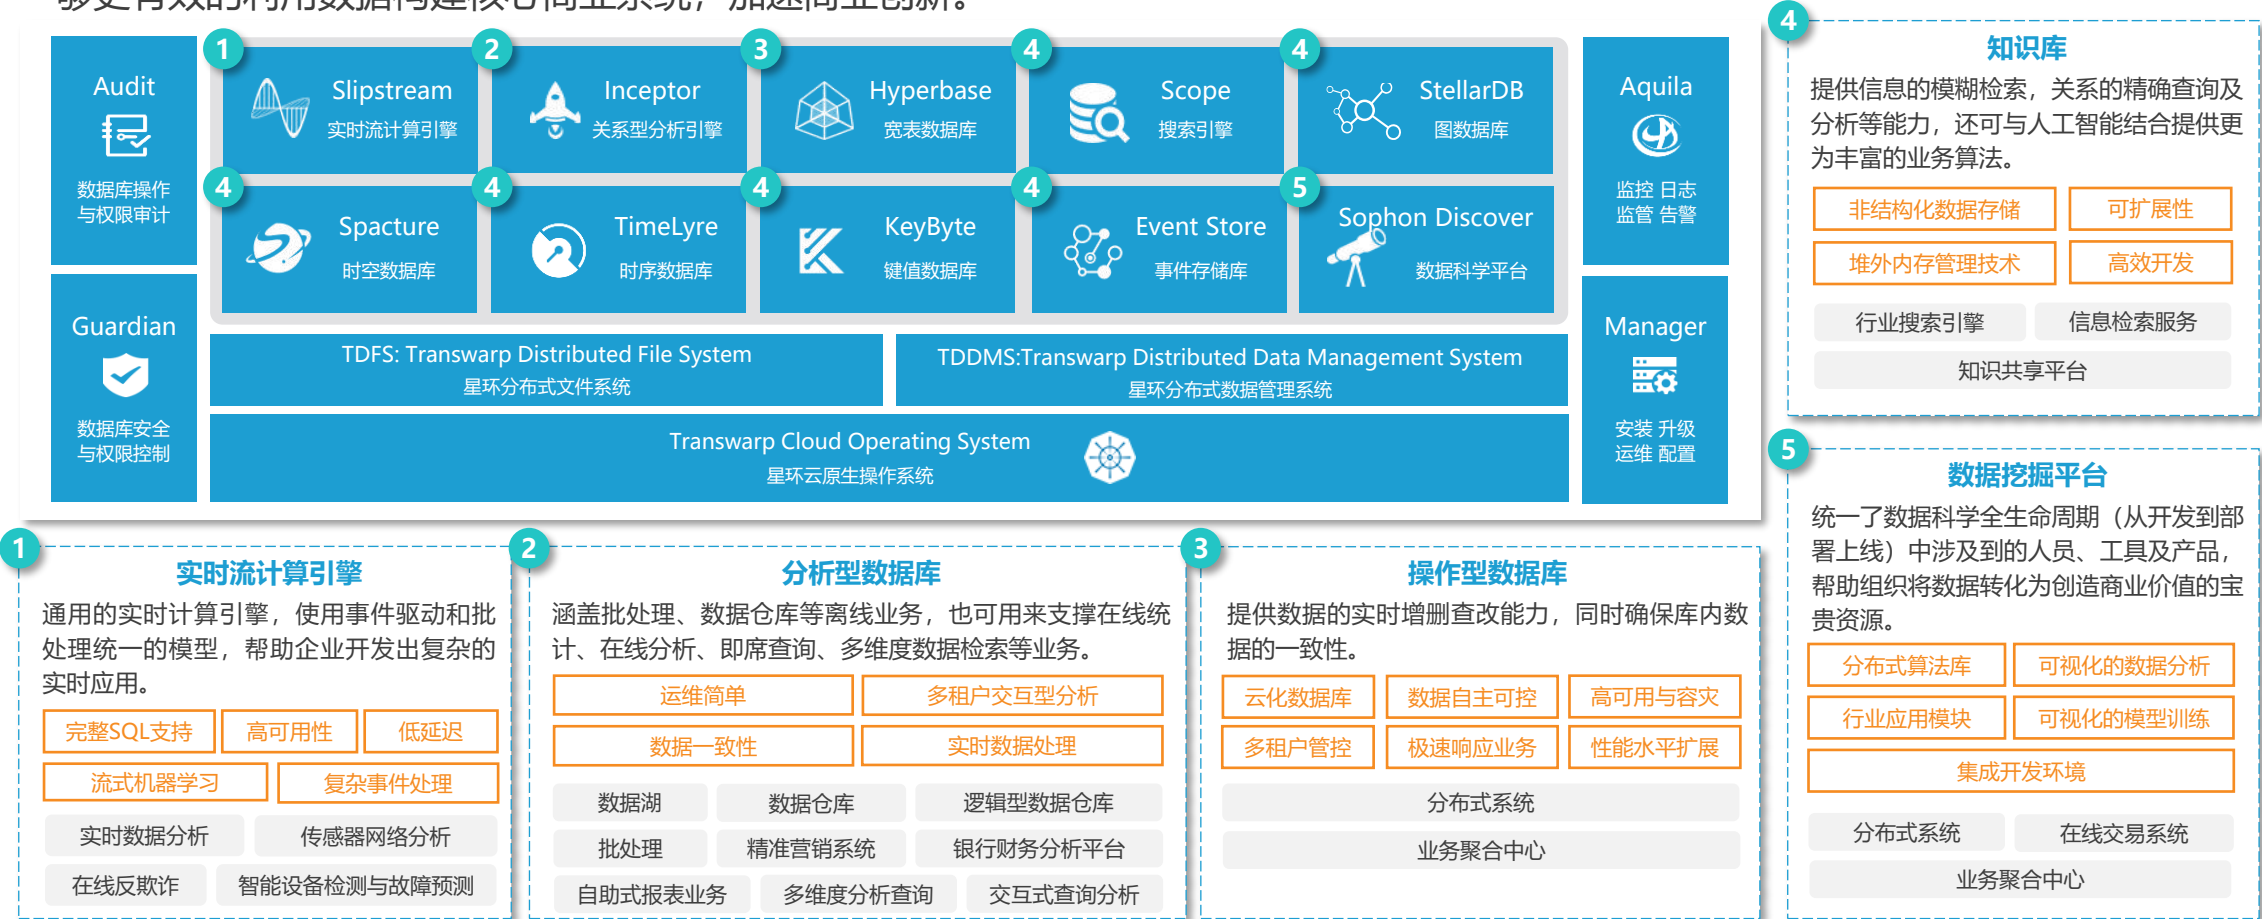 够更有效的利用数据构建核心商业系统，加速商业创新。
Audit
数据库操作
与权限审计
Guardian
数据库安全
与权限控制
1
Slipstream
实时流计算引擎
2
Inceptor
关系型分析引擎
3
Hyperbase
宽表数据库
4
Scope
搜索引擎
4
StellarDB
图数据库
4
Spacture
时空数据库
4
TimeLyre
时序数据库
4
KeyByte
键值数据库
4
Event Store
事件存储库
5
Sophon Discover
数据科学平台
TDFS: Transwarp Distributed File System
星环分布式文件系统
TDDMS:Transwarp Distributed Data Management System
星环分布式数据管理系统
Transwarp Cloud Operating System
星环云原生操作系统
Aquila
监控 日志
监管 告警
Manager
安装 升级
运维 配置
4
知识库
提供信息的模糊检索，关系的精确查询及
分析等能力，还可与人工智能结合提供更
为丰富的业务算法。
非结构化数据存储
可扩展性
堆外内存管理技术
高效开发
行业搜索引擎
信息检索服务
知识共享平台
5
数据挖掘平台
统一了数据科学全生命周期（从开发到部
署上线）中涉及到的人员、工具及产品，
帮助组织将数据转化为创造商业价值的宝
贵资源。
分布式算法库
可视化的数据分析
行业应用模块
可视化的模型训练
集成开发环境
分布式系统
在线交易系统
业务聚合中心
1
实时流计算引擎
通用的实时计算引擎，使用事件驱动和批
处理统一的模型，帮助企业开发出复杂的
实时应用。
完整SQL支持
高可用性
低延迟
流式机器学习
复杂事件处理
实时数据分析
传感器网络分析
在线反欺诈
智能设备检测与故障预测
2
分析型数据库
涵盖批处理、数据仓库等离线业务，也可用来支撑在线统
计、在线分析、即席查询、多维度数据检索等业务。
运维简单
多租户交互型分析
数据一致性
实时数据处理
数据湖
数据仓库
逻辑型数据仓库
批处理
精准营销系统
银行财务分析平台
自助式报表业务
多维度分析查询
交互式查询分析
3
操作型数据库
提供数据的实时增删查改能力，同时确保库内数
据的一致性。
云化数据库
数据自主可控
高可用与容灾
多租户管控
极速响应业务
性能水平扩展
分布式系统
业务聚合中心